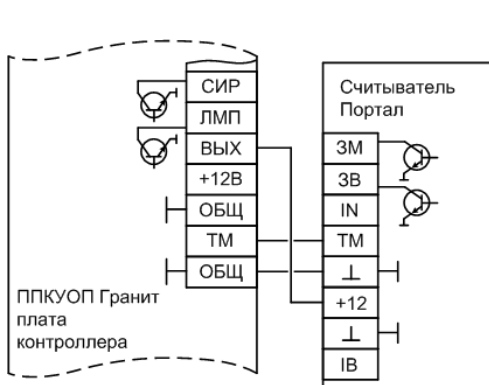 СИР
ЛМП
ВЫХ
+12В
ОБЩ
ТМ
ОБЩ
ППКУОП Гранит
плата
контроллера
Считыватель
Портал
ЗМ
ЗВ
IN
ТМ
⊥
+12
⊥
IB